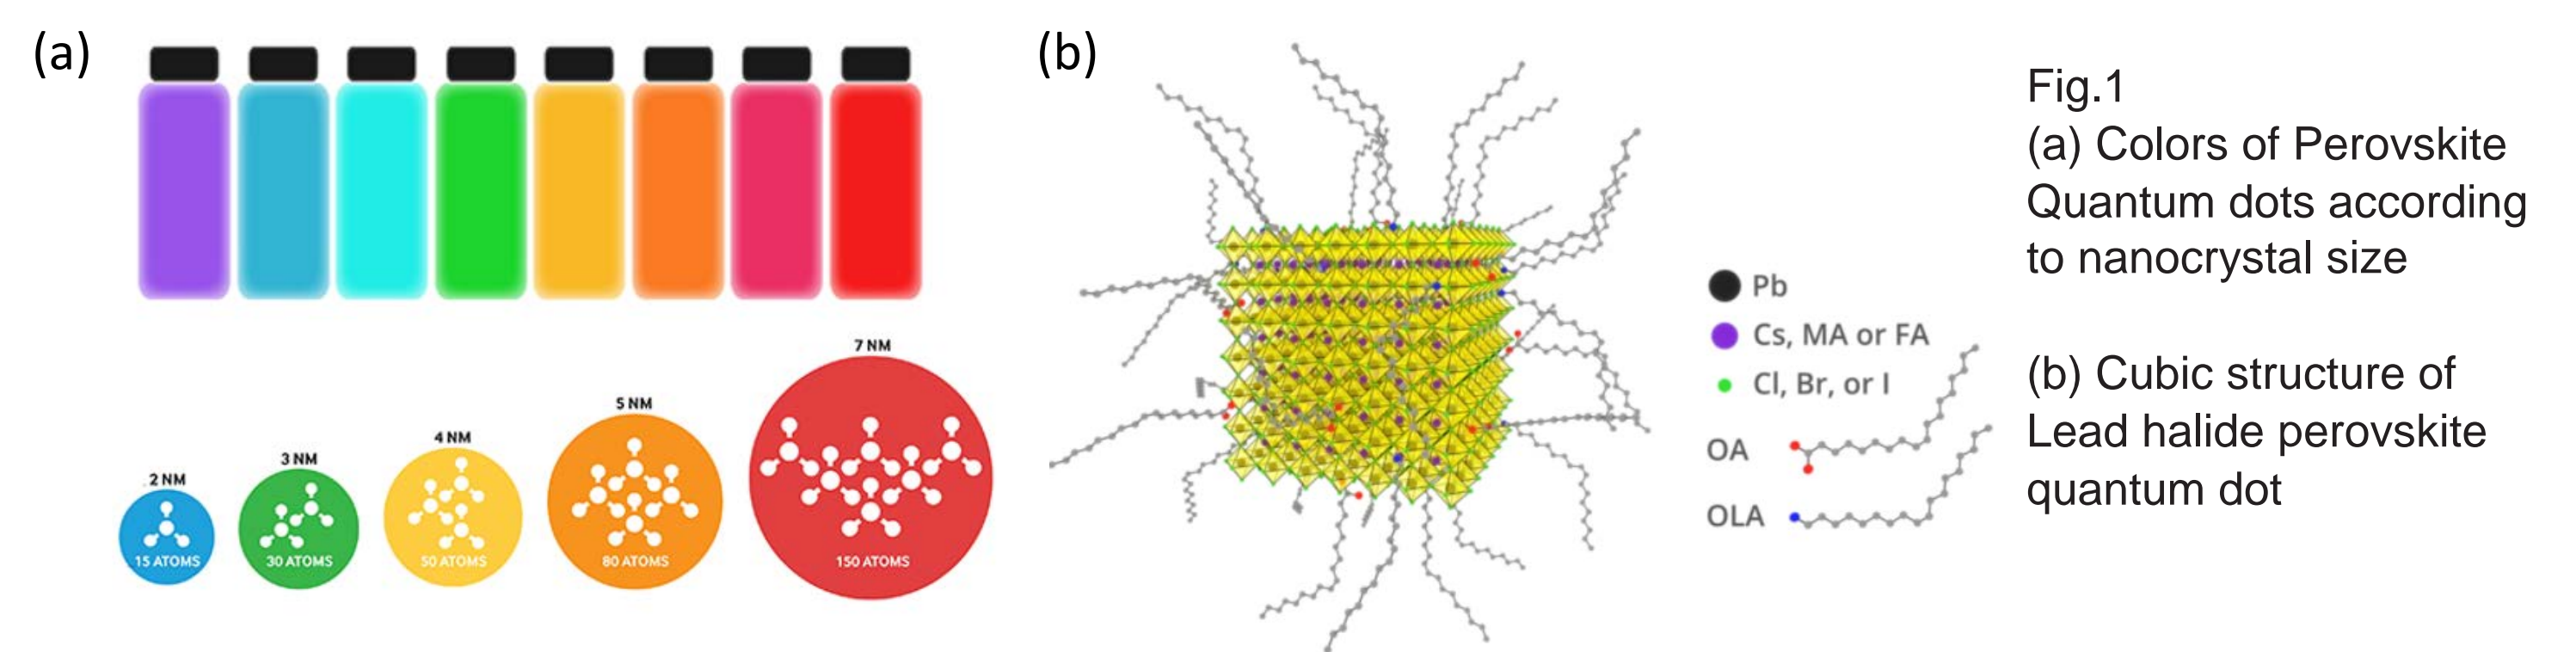 (a)
7 NM
5 NM
4 NM
3 NM
2 NM
15 ATOMS
30 ATOMS
50 ATOMS
80 ATOMS
150 ATOMS
(b)
Pb
Cs, MA or FA
Cl, Br, or I
OA
OLA
Fig.1
(a) Colors of Perovskite
Quantum dots according
to nanocrystal size
(b) Cubic structure of
Lead halide perovskite
quantum dot